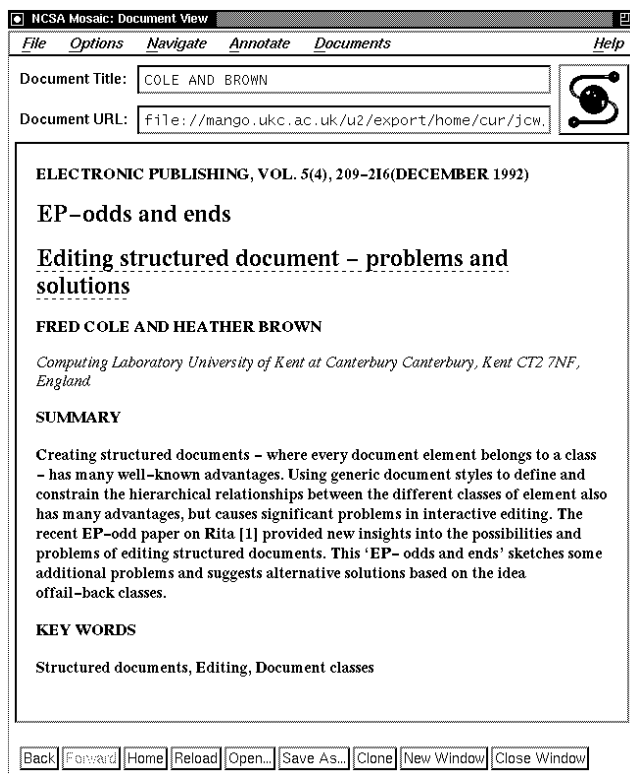 NCSA Mosaic: Document View
File Options Navigate Annotate Documents Help
Document Title: COLE AND BROWN
Document URL: file://mango.ukc.ac.uk/u2/export/home/cur/jcw.
ELECTRONIC PUBLISHING, VOL. 5(4), 209–2I6(DECEMBER 1992)
EP–odds and ends
Editing structured document – problems and
solutions
FRED COLE AND HEATHER BROWN
Computing Laboratory University of Kent at Canterbury Canterbury, Kent CT2 7NF,
England
SUMMARY
Creating structured documents – where every document element belongs to a class
– has many well–known advantages. Using generic document styles to define and
constrain the hierarchical relationships between the different classes of element also
has many advantages, but causes significant problems in interactive editing. The
recent EP–odd paper on Rita [1] provided new insights into the possibilities and
problems of editing structured documents. This ‘EP– odds and ends’ sketches some
additional problems and suggests alternative solutions based on the idea
offail–back classes.
KEY WORDS
Structured documents, Editing, Document classes
Back Forward Home Reload Open... Save As... Clone New Window Close Window